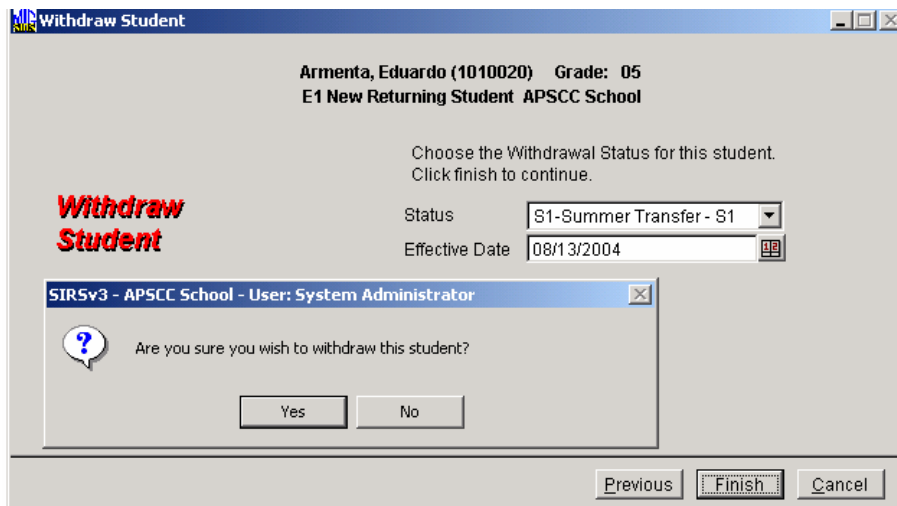 Withdraw Student
Armenta, Eduardo (1010020) Grade: 05
E1 New Returning Student APSCC School
Choose the Withdrawal Status for this student.
Click finish to continue.
Withdraw
Student
Status S1-Summer Transfer - S1
Effective Date 08/13/2004
SIRSv3 - APSCC School - User: System Administrator
Are you sure you wish to withdraw this student?
Yes No
Previous Finish Cancel